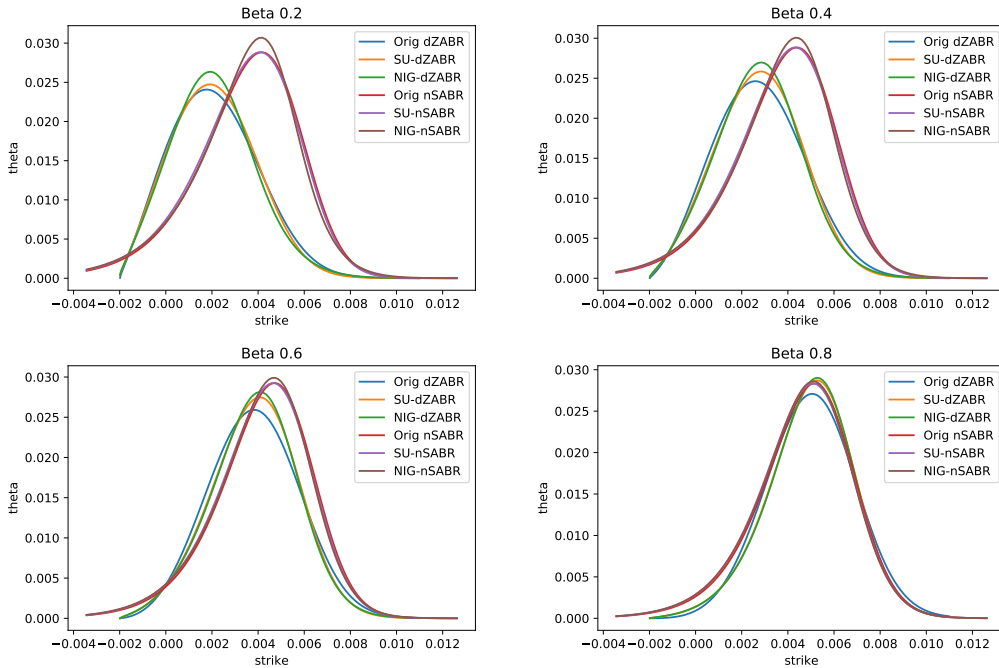 Beta 0.2
theta
0.030
0.025
0.020
0.015
0.010
0.005
0.000
Orig dZABR
SU-dZABR
NIG-dZABR
Orig nSABR
SU-nSABR
NIG-nSABR
−0.004 −0.002 0.000 0.002 0.004 0.006 0.008 0.010 0.012
strike
Beta 0.4
theta
0.030
0.025
0.020
0.015
0.010
0.005
0.000
Orig dZABR
SU-dZABR
NIG-dZABR
Orig nSABR
SU-nSABR
NIG-nSABR
−0.004 −0.002 0.000 0.002 0.004 0.006 0.008 0.010 0.012
strike
Beta 0.6
theta
0.030
0.025
0.020
0.015
0.010
0.005
0.000
Orig dZABR
SU-dZABR
NIG-dZABR
Orig nSABR
SU-nSABR
NIG-nSABR
−0.004 −0.002 0.000 0.002 0.004 0.006 0.008 0.010 0.012
strike
Beta 0.8
theta
0.030
0.025
0.020
0.015
0.010
0.005
0.000
Orig dZABR
SU-dZABR
NIG-dZABR
Orig nSABR
SU-nSABR
NIG-nSABR
−0.004 −0.002 0.000 0.002 0.004 0.006 0.008 0.010 0.012
strike